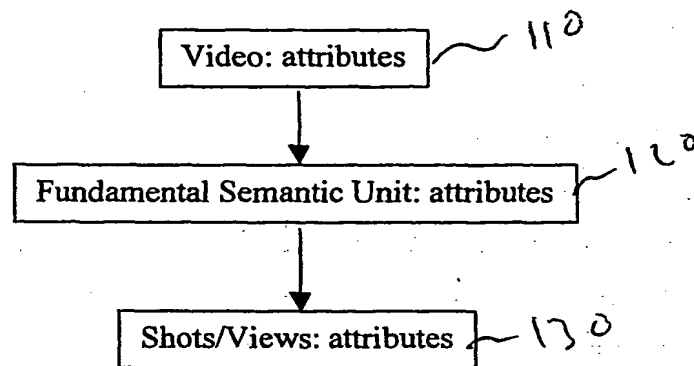 Video: attributes 110
Fundamental Semantic Unit: attributes 120
Shots/Views: attributes 130